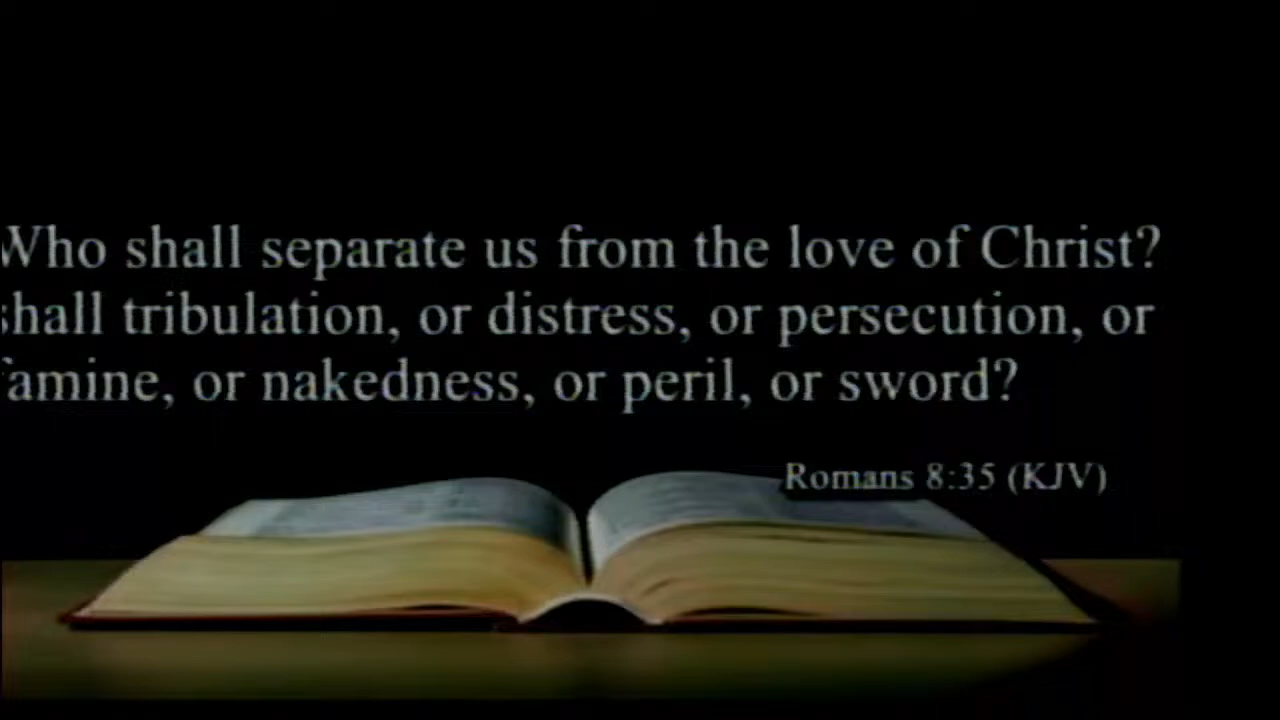 Who shall separate us from the love of Christ?
shall tribulation, or distress, or persecution, or
famine, or nakedness, or peril, or sword?
Romans 8:35 (KJV)